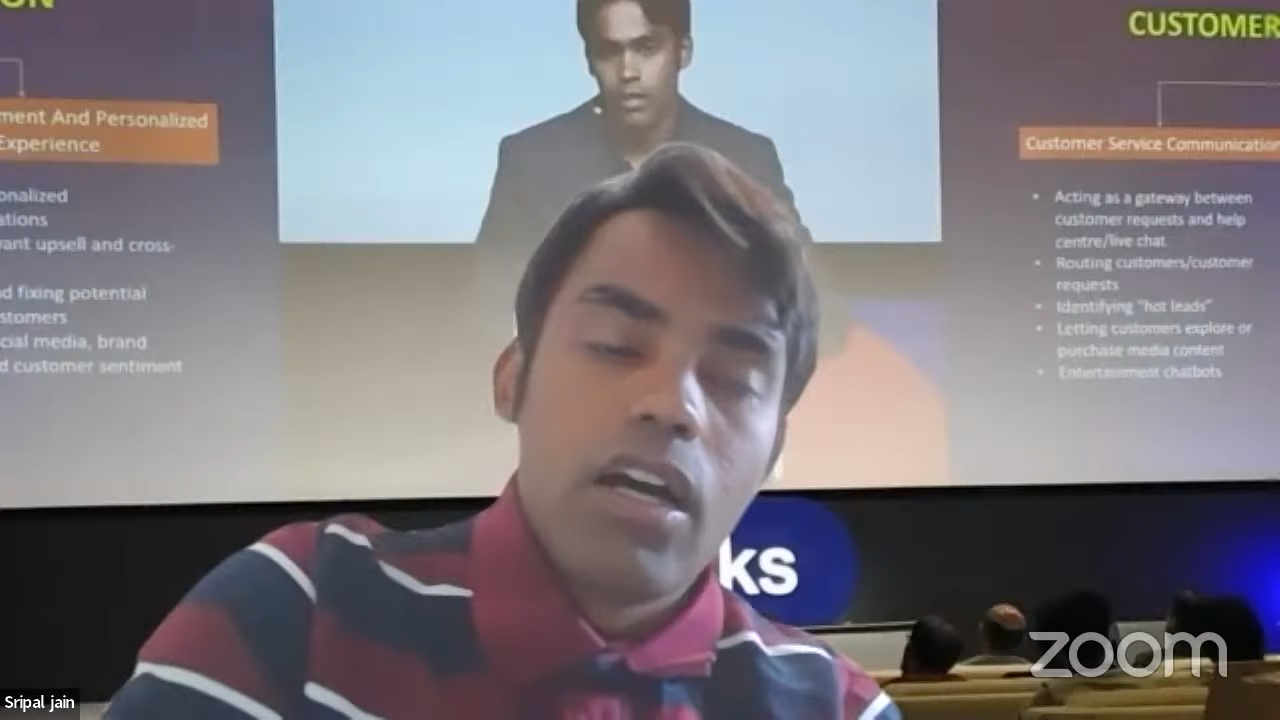 ON
ment And Personalized
Experience
onalized
ations
vant upsell and cross-
d fixing potential
stomers
cial media, brand
d customer sentiment
CUSTOMER
Customer Service Communication
• Acting as a gateway between
customer requests and help
centre/live chat.
• Routing customers/customer
requests
• Identifying "hot leads"
• Letting customers explore or
purchase media content
• Entertainment chatbots
ks
zoom
Sripal jain